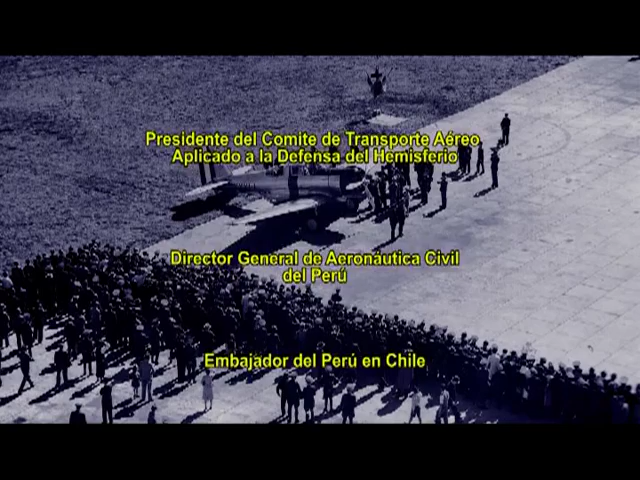 Presidente del Comite de Transporte Aéreo
Aplicado a la Defensa del Hemisferio
Director General de Aeronáutica Civil
del Perú
Embajador del Perú en Chile